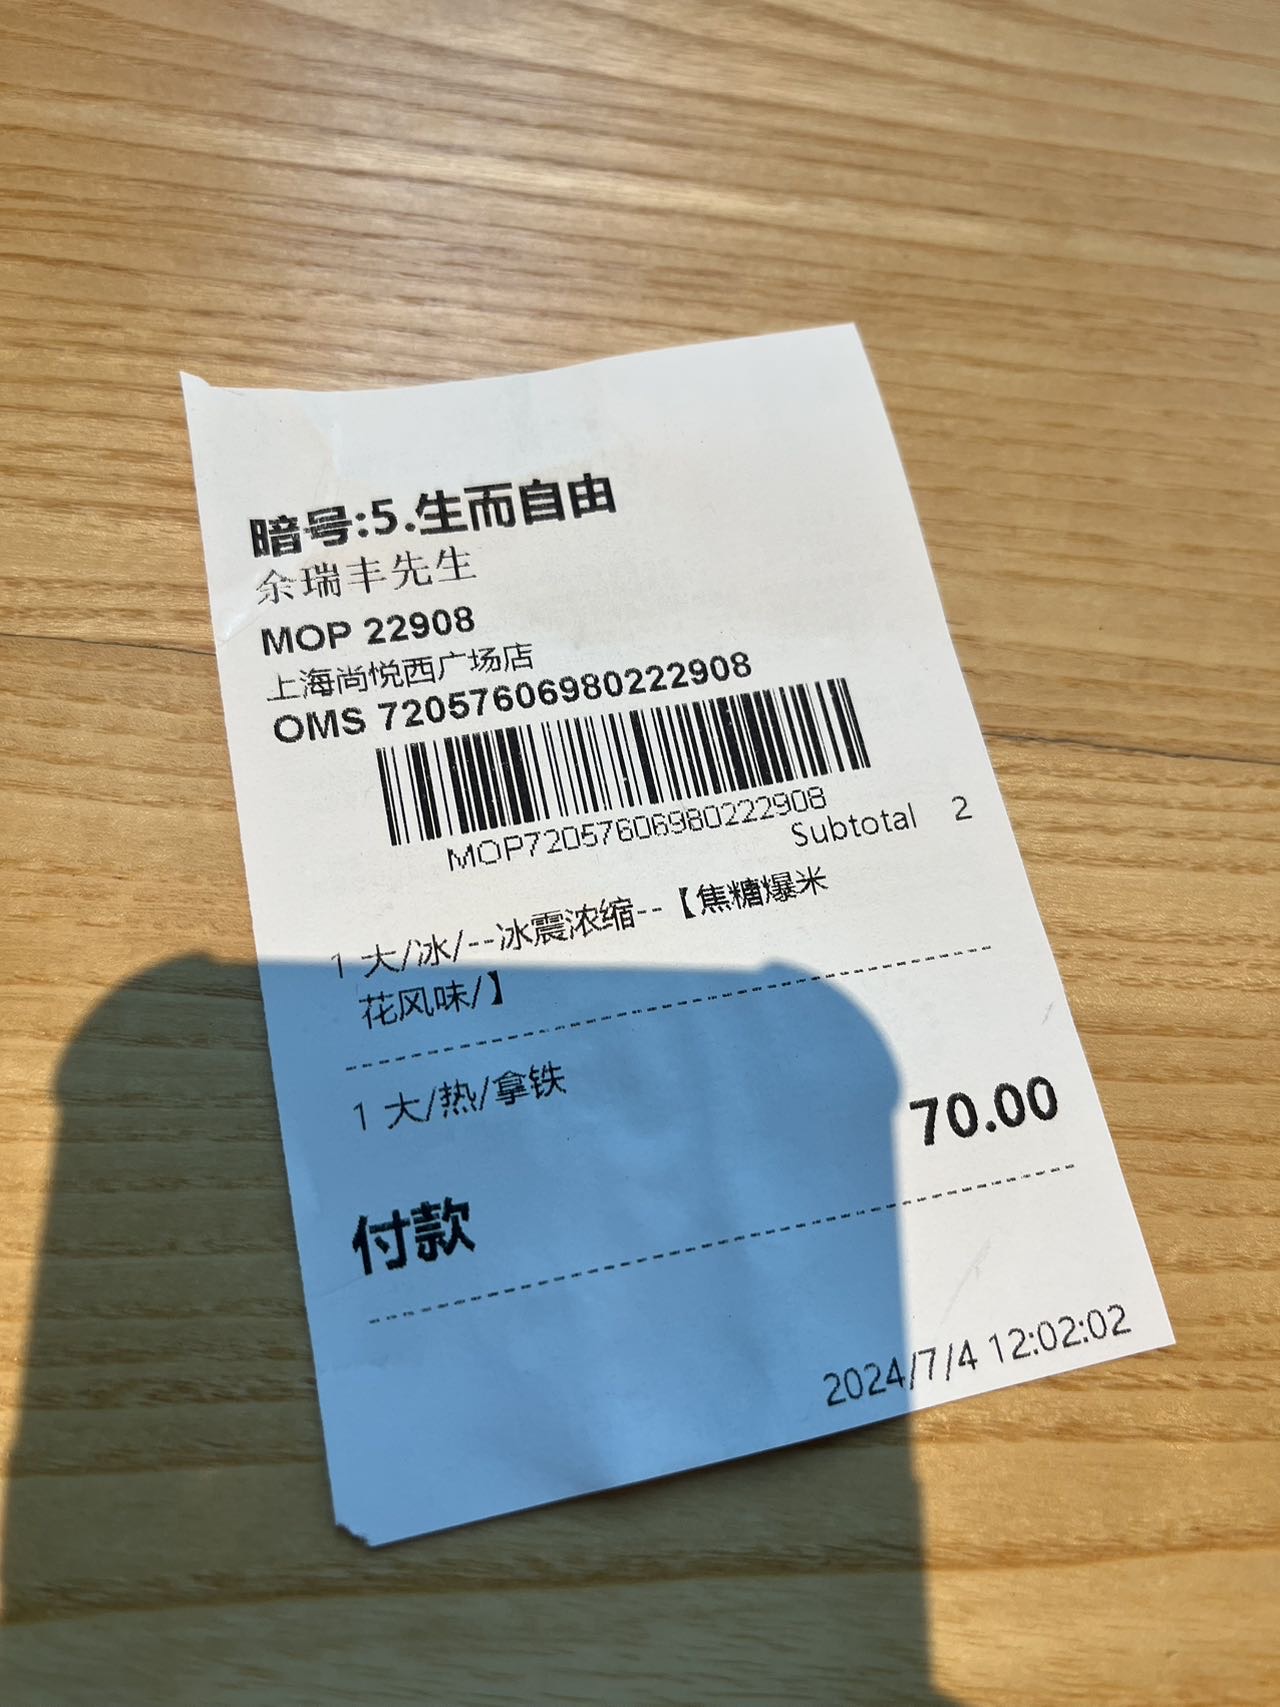 暗号:5.生而自由
余瑞丰先生
MOP 22908
上海尚悦西广场店
OMS 72057606980222908
MOP72057606980222908
Subtotal 2
1 大/冰/--冰震浓缩--【焦糖爆米
花风味/】
1 大/热/拿铁
70.00
付款
2024/7/4 12:02:02